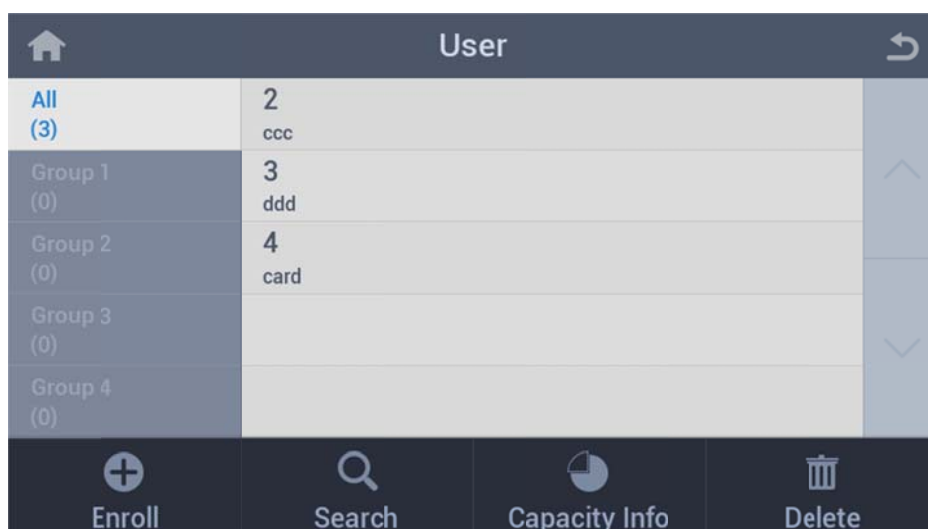 User
All
(3)
Group 1
(0)
Group 2
(0)
Group 3
(0)
Group 4
(0)
2
ccc
3
ddd
4
card
Enroll
Search
Capacity Info
Delete